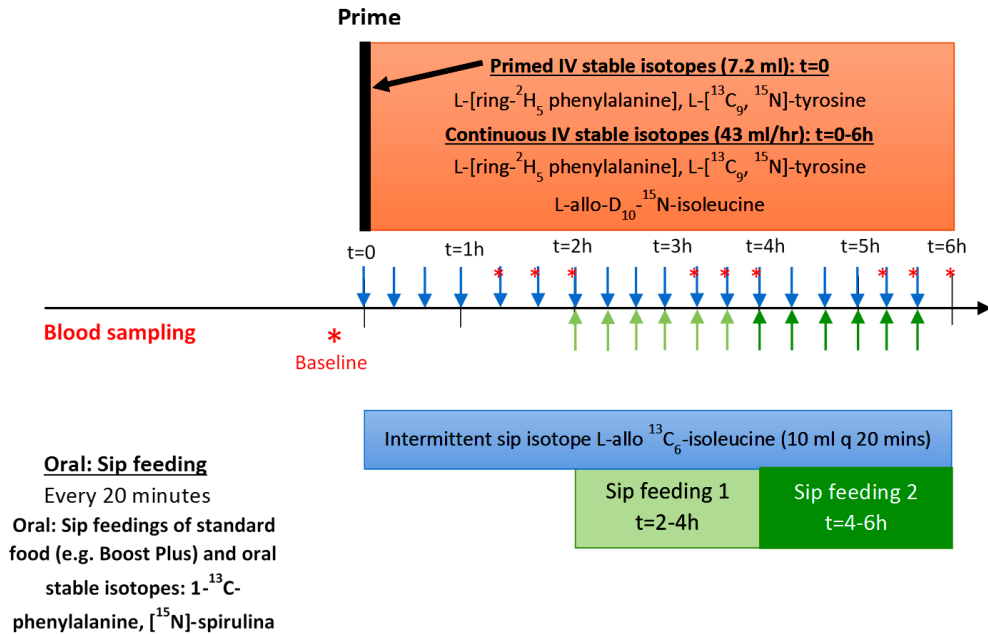 Prime
Primed IV stable isotopes (7.2 ml): t=0
L-[ring-²H₅ phenylalanine], L-[¹³C₉, ¹⁵N]-tyrosine
Continuous IV stable isotopes (43 ml/hr): t=0-6h
L-[ring-²H₅ phenylalanine], L-[¹³C₉, ¹⁵N]-tyrosine
L-allo-D₁₀-¹⁵N-isoleucine
t=0 t=1h t=2h t=3h t=4h t=5h t=6h
* * * * * * * * *
Blood sampling
*
Baseline
Intermittent sip isotope L-allo ¹³C₆-isoleucine (10 ml q 20 mins)
Sip feeding 1
t=2-4h
Sip feeding 2
t=4-6h
Oral: Sip feeding
Every 20 minutes
Oral: Sip feedings of standard
food (e.g. Boost Plus) and oral
stable isotopes: 1-¹³C-
phenylalanine, [¹⁵N]-spirulina